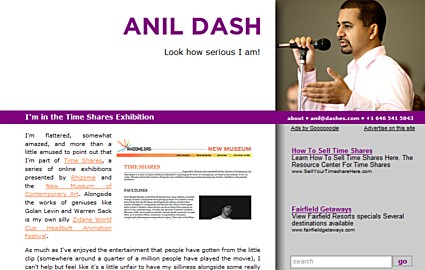 ANIL DASH
Look how serious I am!
I'm in the Time Shares Exhibition
about • anil@dashes.com • +1 646 541 5843
I'm flattered, somewhat
amazed, and more than a
little amused to point out that
I'm part of Time Shares, a
series of online exhibitions
presented by Rhizome and
the New Museum of
Contemporary Art. Alongside
the works of geniuses like
Golan Levin and Warren Sack
is my own silly Zidane World
Cup Headbutt Animation
Festival.
RHIZOME.ORG
NEW MUSEUM
TIME SHARES
FAULTLINES
As much as I've enjoyed the entertainment that people have gotten from the little
clip (somewhere around a quarter of a million people have played the movie), I
can't help but feel like it's a little unfair to have my silliness alongside some really
Ads by Goooooogle
Advertise on this site
How To Sell Time Shares
Learn How To Sell Time Shares Here. The
Resource Center For Time Shares
www.SellYourTimeshareHere.com
Fairfield Getaways
View Fairfield Resorts specials Several
destinations available
www.fairfieldgetaways.com
search
go